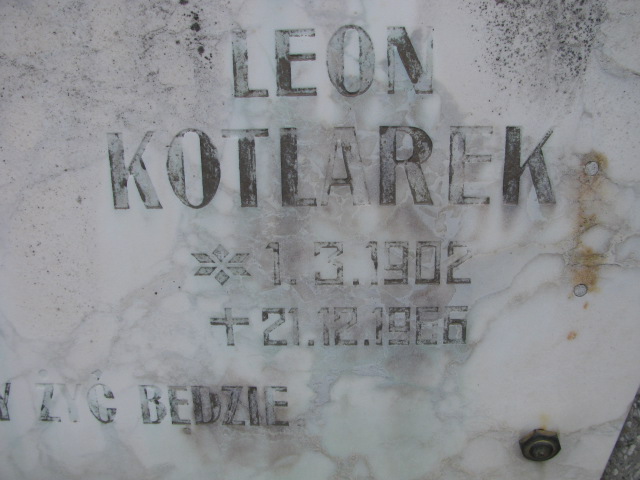 LEON
KOTLAREK
* 1.3.1902
† 21.12.1966
Y ŻYĆ BĘDZIE